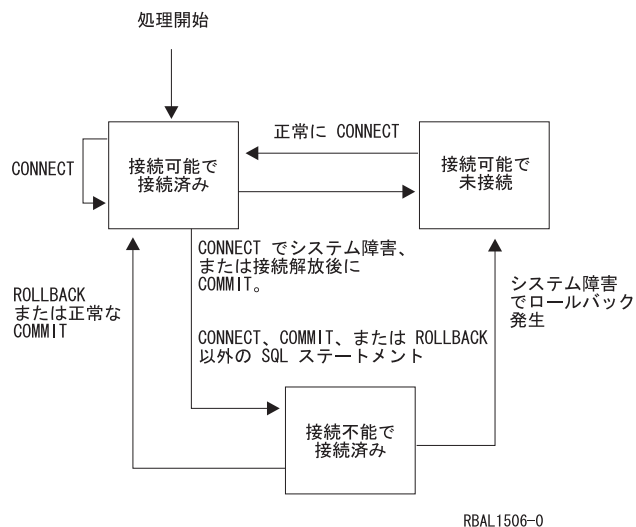 処理開始
正常に CONNECT
接続可能で
接続済み
接続可能で
未接続
CONNECT
CONNECT でシステム障害、
または接続解放後に
COMMIT。
ROLLBACK
または正常な
COMMIT
システム障害
でロールバック
発生
CONNECT、COMMIT、または ROLLBACK
以外の SQL ステートメント
接続不能で
接続済み
RBAL1506-0